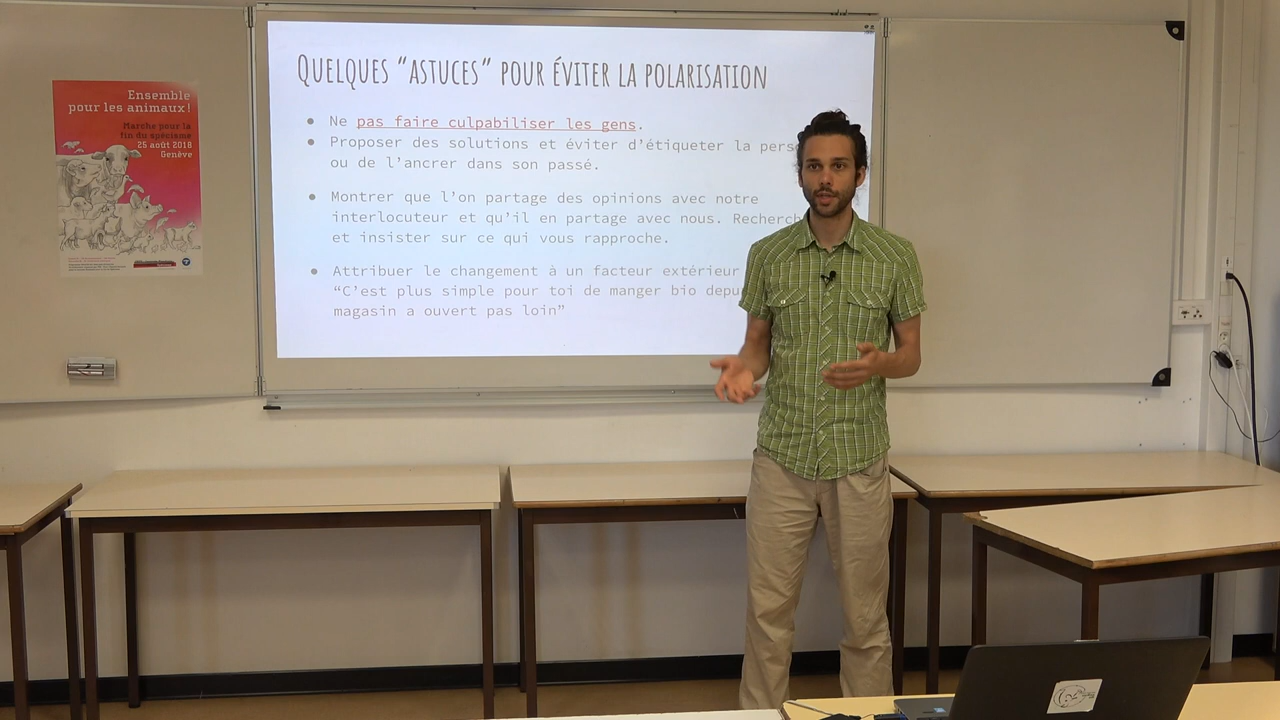 Ensemble
pour les animaux!
Marche pour la
fin du spécisme
25 août 2018
Genève
QUELQUES “ASTUCES” POUR ÉVITER LA POLARISATION
● Ne pas faire culpabiliser les gens.
● Proposer des solutions et éviter d’étiqueter la perso
ou de l’ancrer dans son passé.
● Montrer que l’on partage des opinions avec notre
interlocuteur et qu’il en partage avec nous. Recherch
et insister sur ce qui vous rapproche.
● Attribuer le changement à un facteur extérieur
“C’est plus simple pour toi de manger bio depu
magasin a ouvert pas loin”